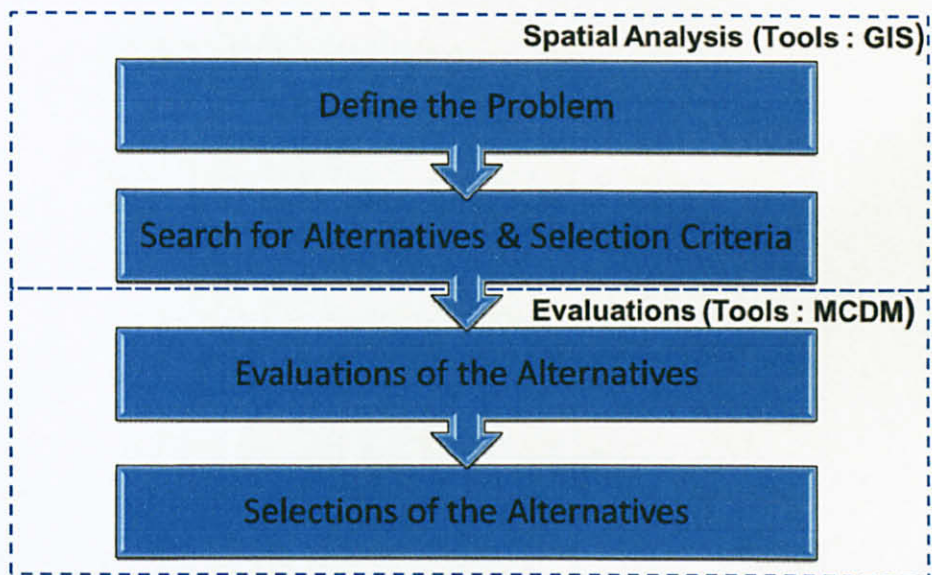 Spatial Analysis (Tools : GIS)
Define the Problem
Search for Alternatives & Selection Criteria
Evaluations (Tools : MCDM)
Evaluations of the Alternatives
Selections of the Alternatives